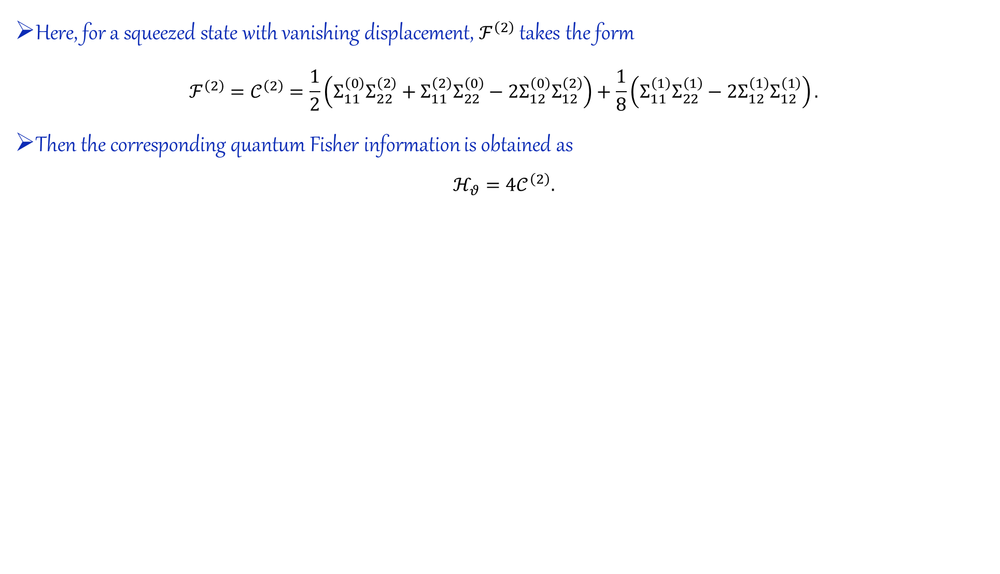 ➢Here, for a squeezed state with vanishing displacement, ℱ⁽²⁾ takes the form
$\mathcal{F}^{(2)} = \mathcal{C}^{(2)} = \frac{1}{2}\left(\Sigma_{11}^{(0)}\Sigma_{22}^{(2)} + \Sigma_{11}^{(2)}\Sigma_{22}^{(0)} - 2\Sigma_{12}^{(0)}\Sigma_{12}^{(2)}\right) + \frac{1}{8}\left(\Sigma_{11}^{(1)}\Sigma_{22}^{(1)} - 2\Sigma_{12}^{(1)}\Sigma_{12}^{(1)}\right).$
➢Then the corresponding quantum Fisher information is obtained as
$\mathcal{H}_{\vartheta} = 4\mathcal{C}^{(2)}.$